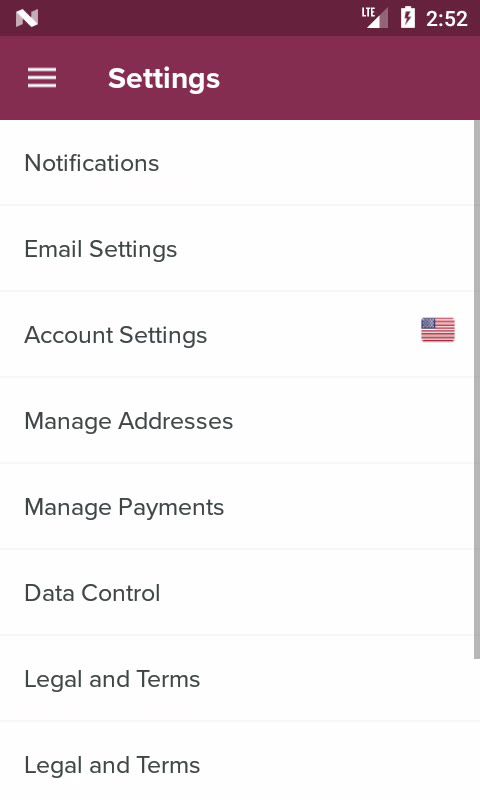 LTE 2:52
Settings
Notifications
Email Settings
Account Settings
Manage Addresses
Manage Payments
Data Control
Legal and Terms
Legal and Terms